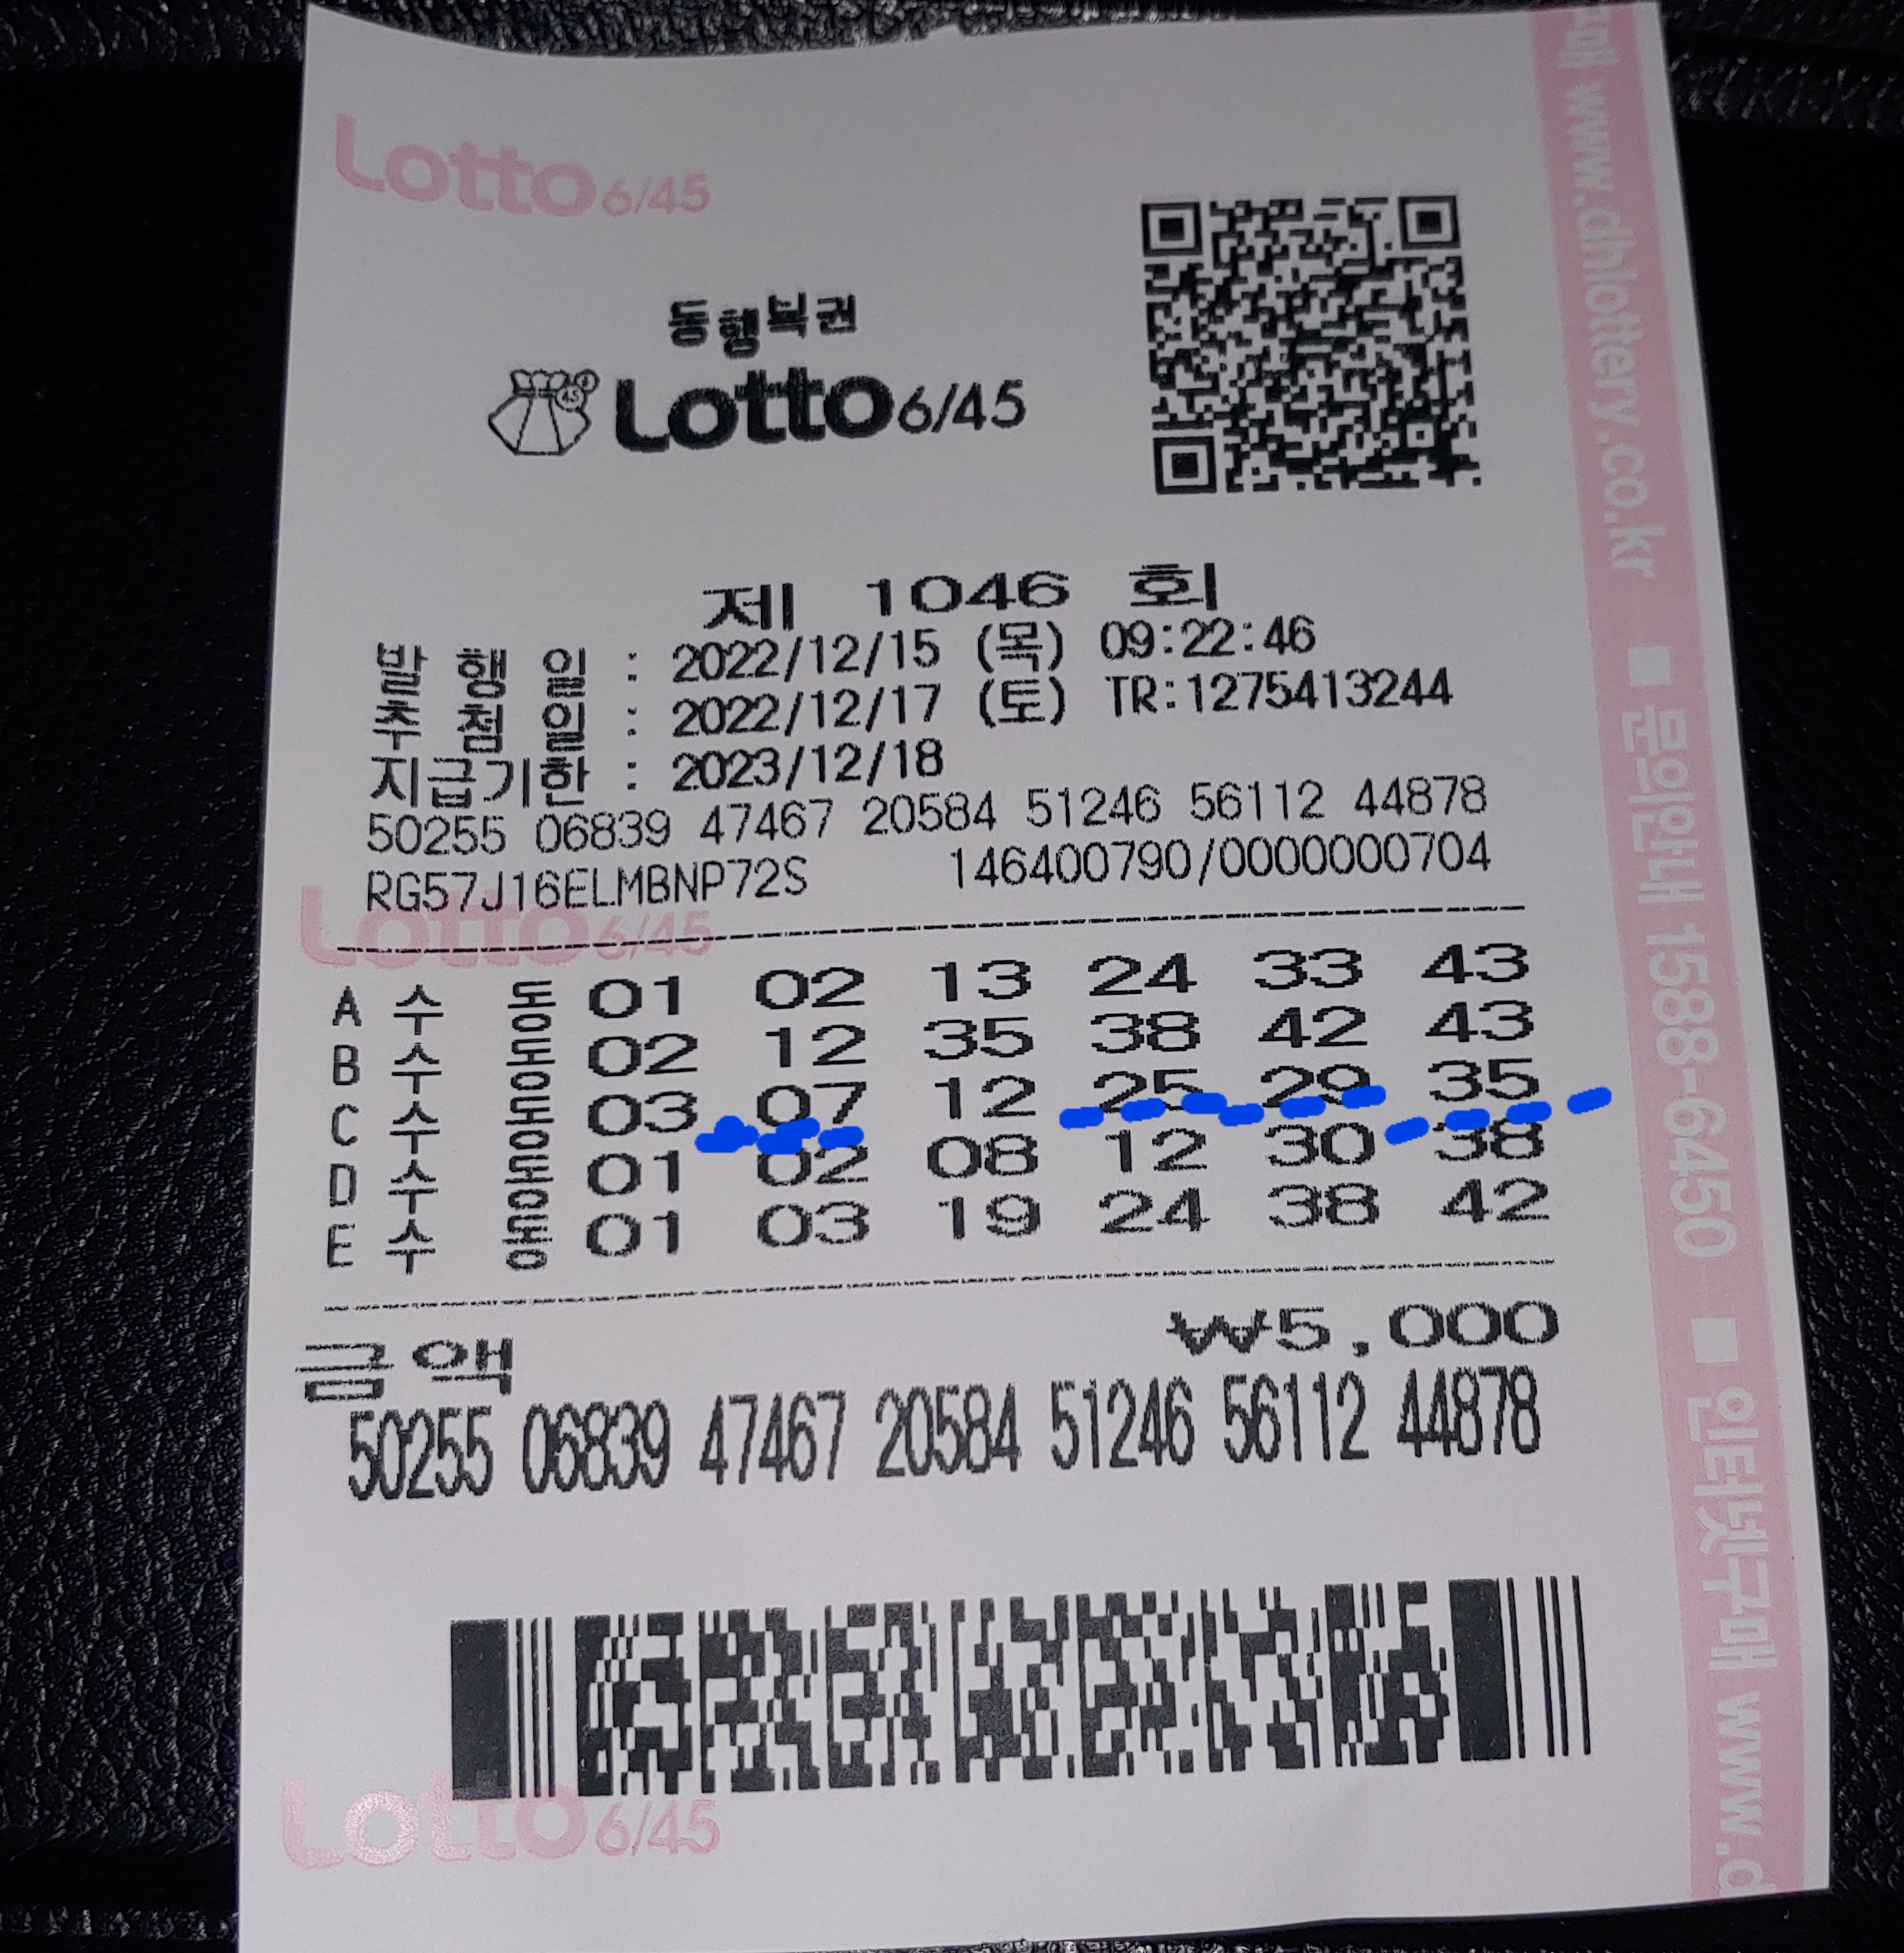 Lotto 6/45
동행복권
Lotto 6/45
제 1046 회
발 행 일 : 2022/12/15 (목) 09:22:46
추 첨 일 : 2022/12/17 (토) TR:1275413244
지급기한 : 2023/12/18
50255 06839 47467 20584 51246 56112 44878
RG57J16ELMBNP72S 146400790/0000000704
Lotto 6/45
A 수 동 01 02 13 24 33 43
B 수 동 02 12 35 38 42 43
C 수 동 03 07 12 25 29 35
D 수 동 01 02 08 12 30 38
E 수 동 01 03 19 24 38 42
금액 ₩5,000
50255 06839 47467 20584 51246 56112 44878
Lotto 6/45
www.dhlottery.co.kr ■ 문의안내 1588-6450 ■ 인터넷구매 www.d